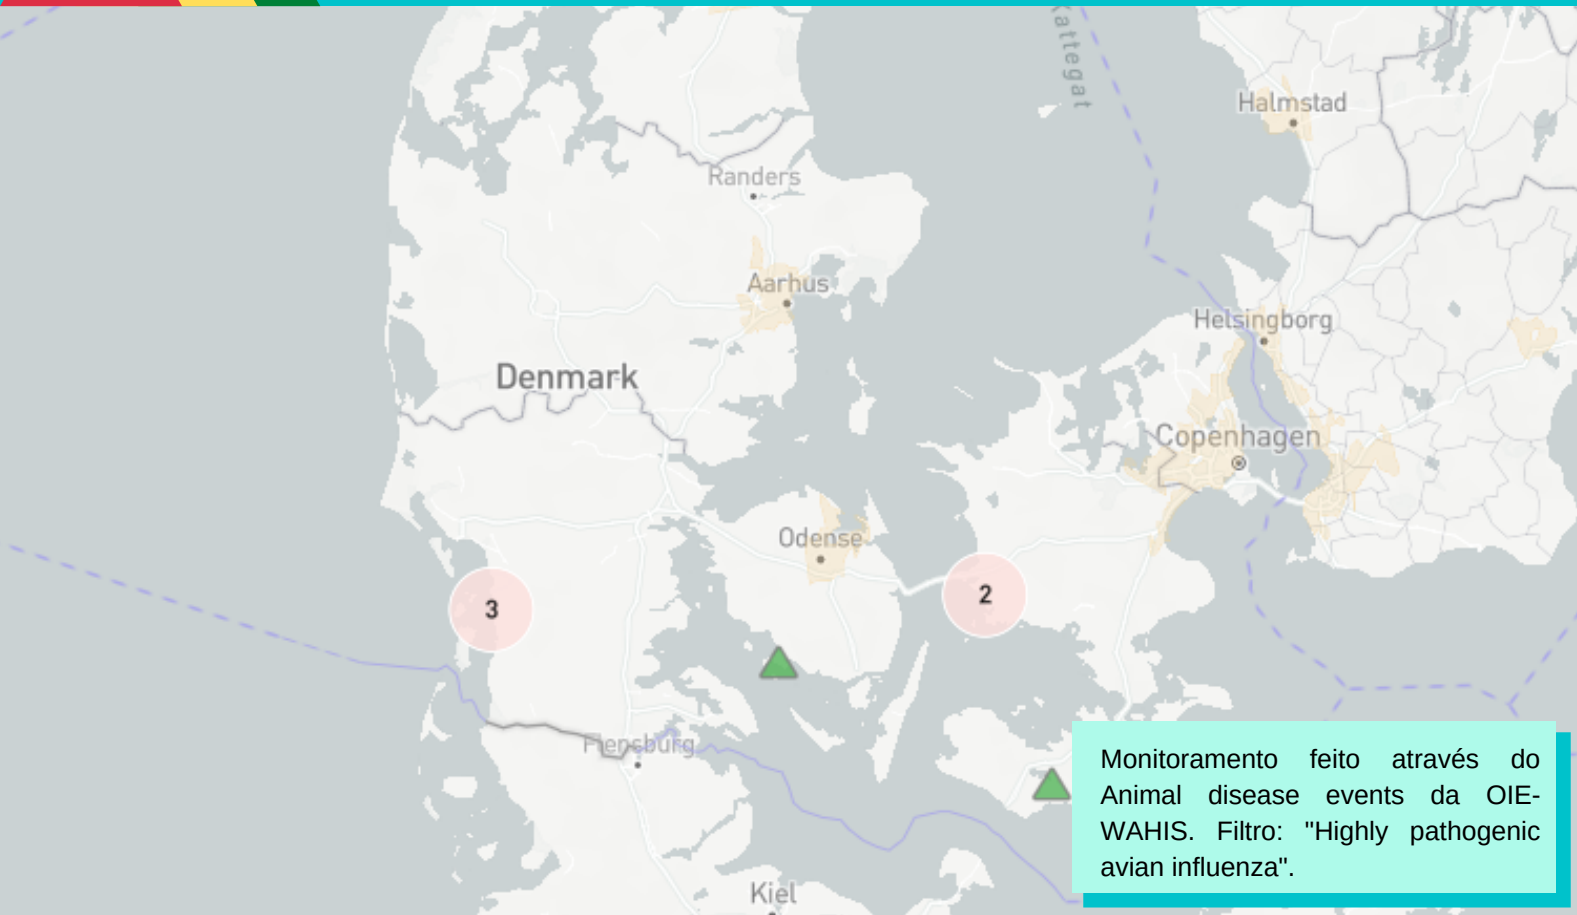 Kattegat
Halmstad
Randers
Aarhus
Helsingborg
Denmark
Copenhagen
Odense
2
3
Flensburg
Monitoramento feito através do
Animal disease events da OIE-
WAHIS. Filtro: "Highly pathogenic
avian influenza".
Kiel